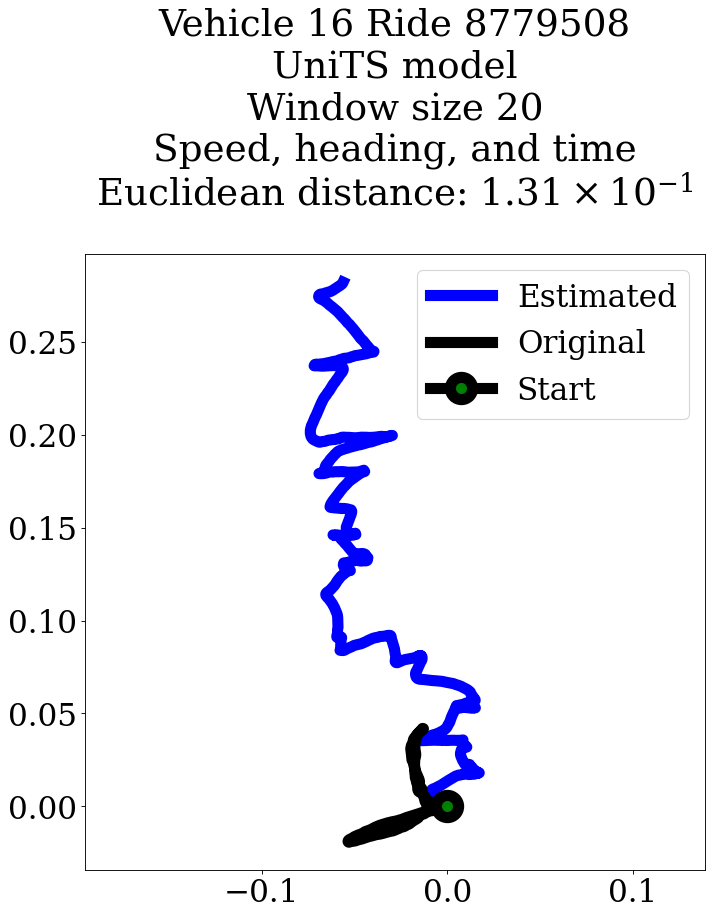 Vehicle 16 Ride 8779508
UniTS model
Window size 20
Speed, heading, and time
Euclidean distance: 1.31 × 10⁻¹
Estimated
Original
Start
0.25
0.20
0.15
0.10
0.05
0.00
−0.1
0.0
0.1